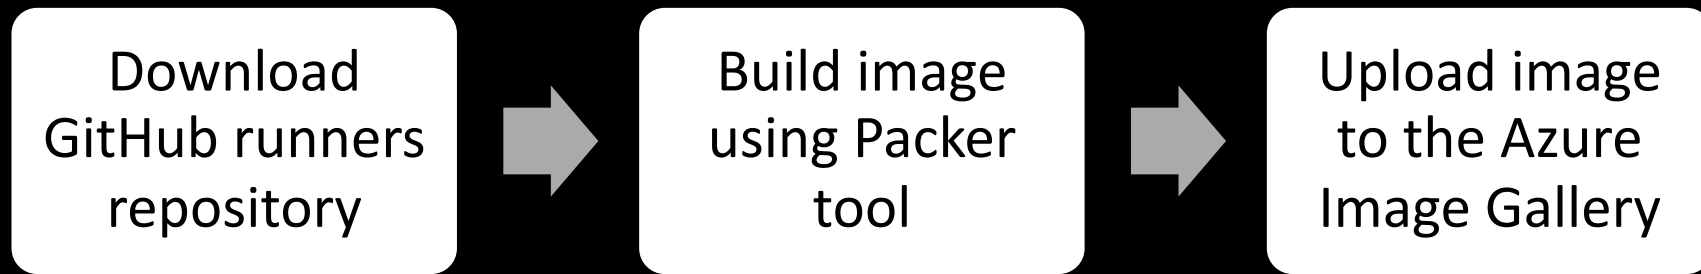 Download
GitHub runners
repository
Build image
using Packer
tool
Upload image
to the Azure
Image Gallery